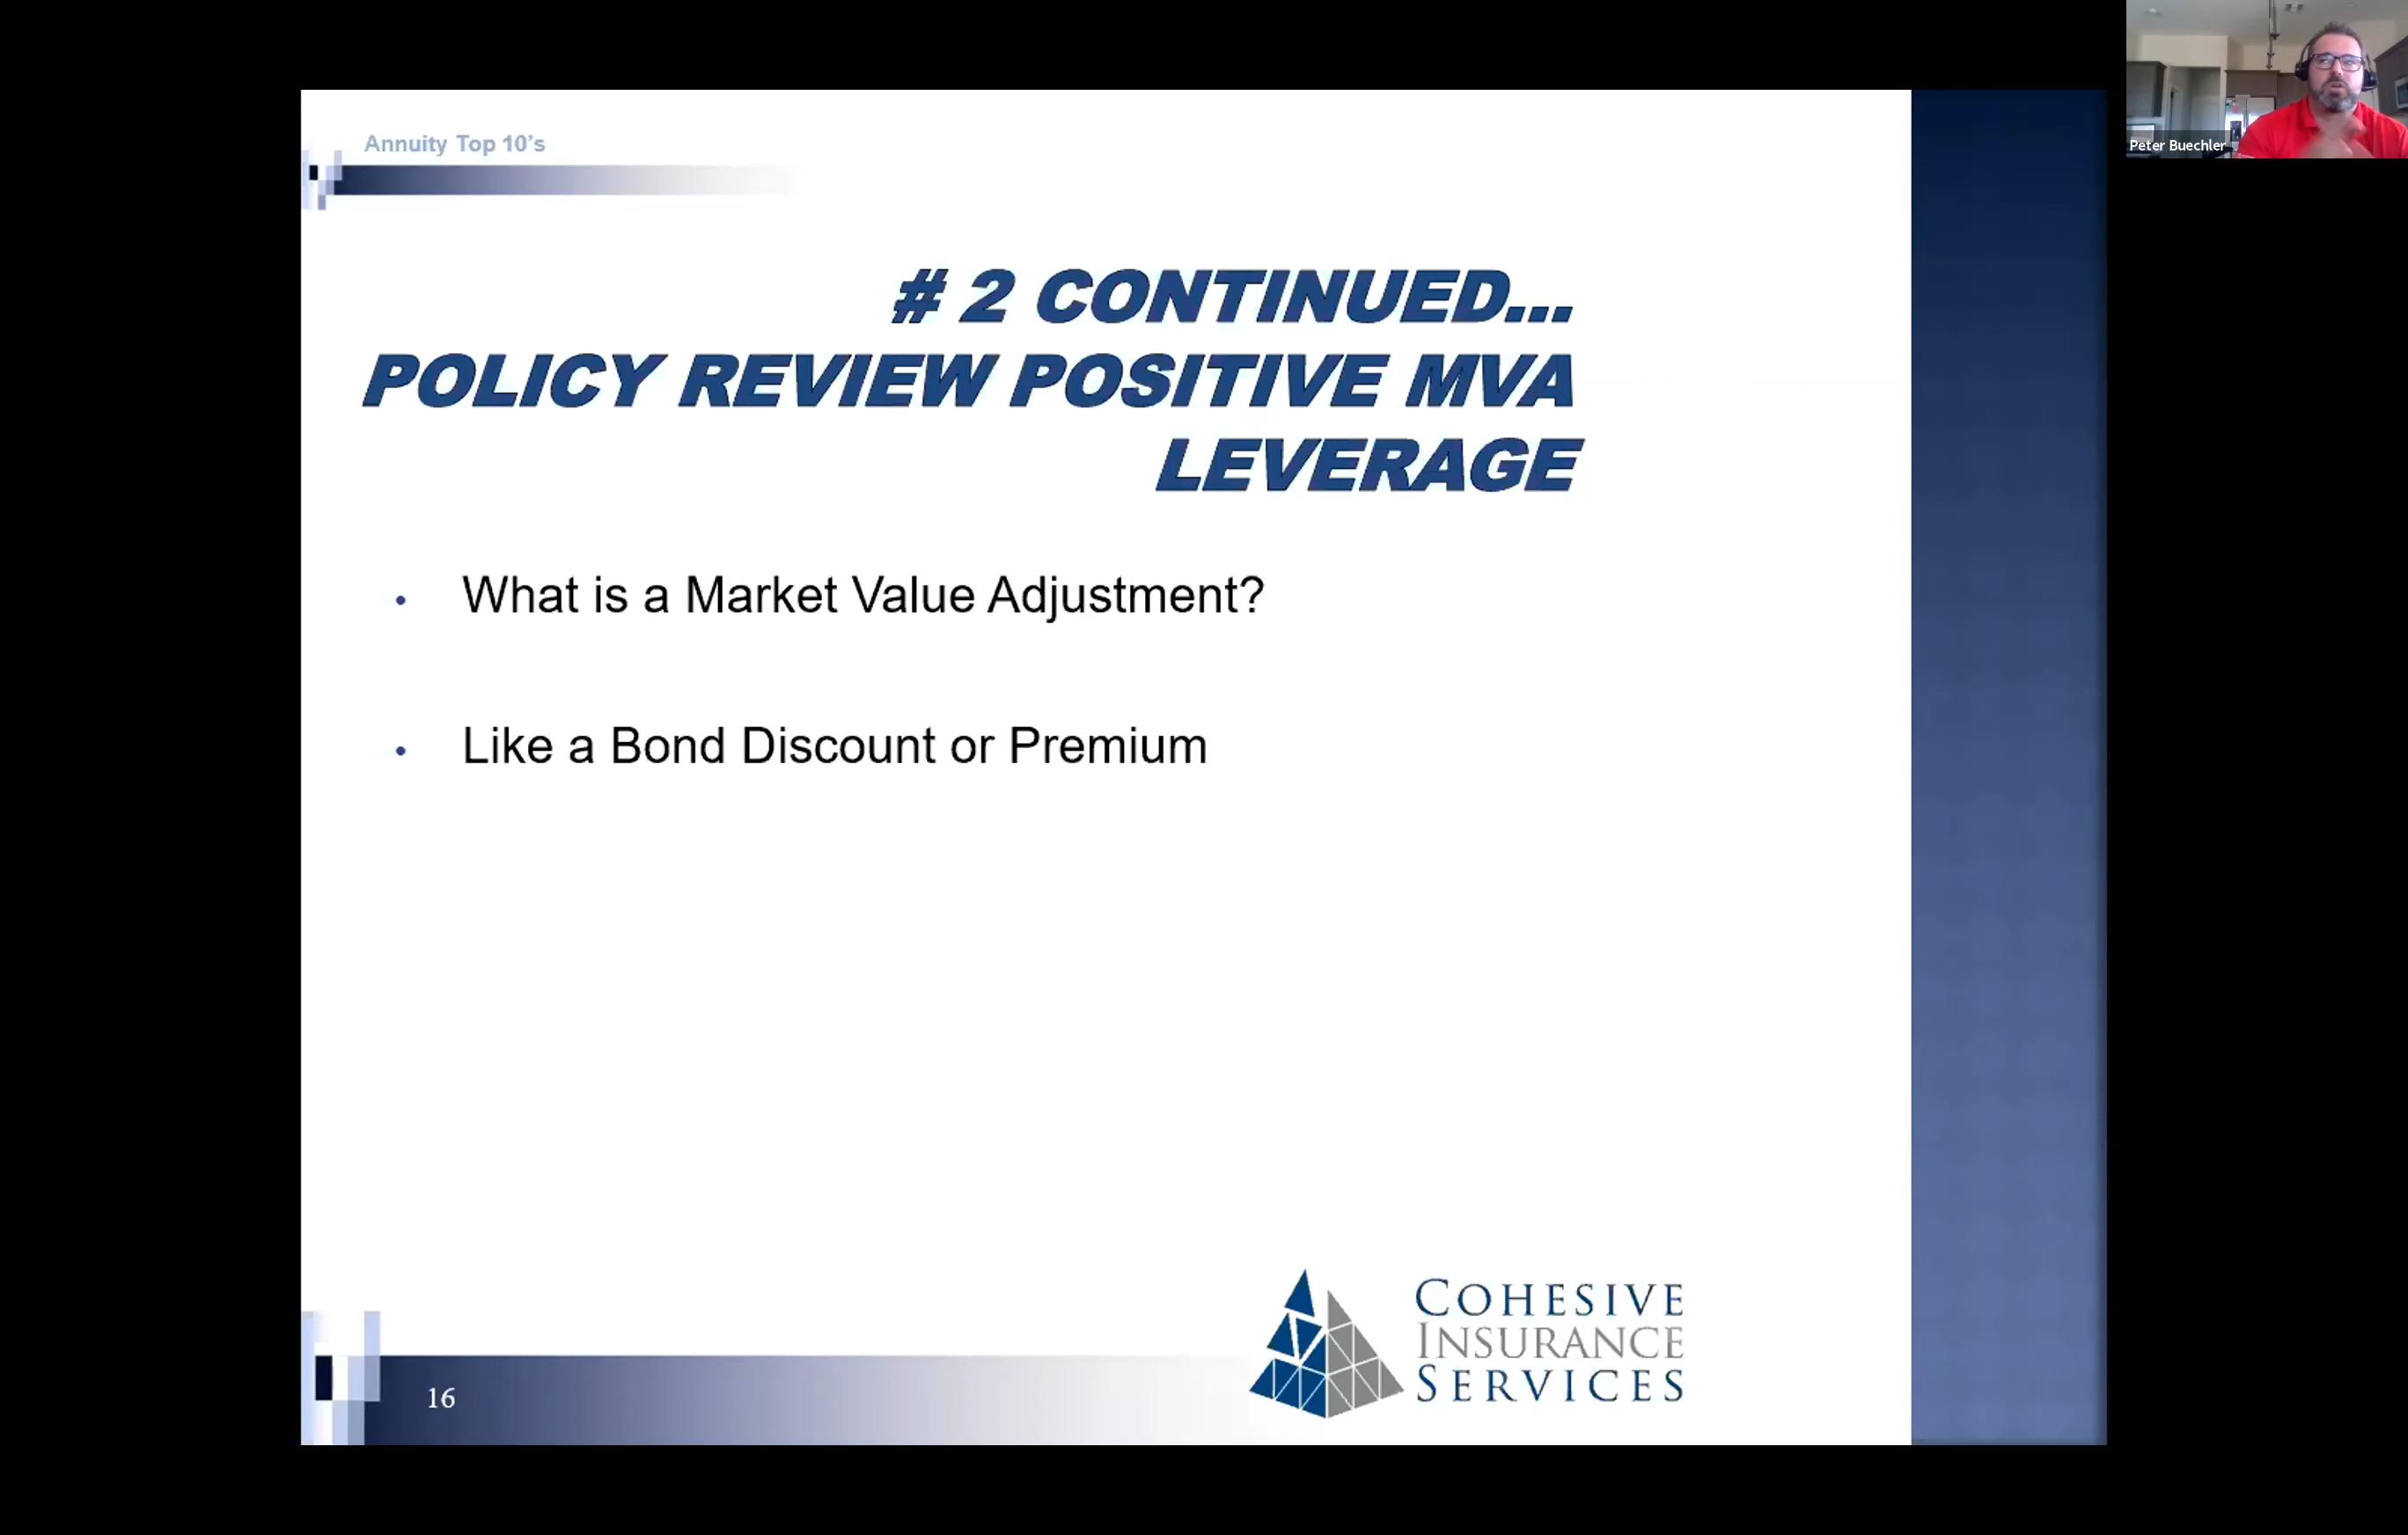 Annuity Top 10's
# 2 CONTINUED...
POLICY REVIEW POSITIVE MVA
LEVERAGE
• What is a Market Value Adjustment?
• Like a Bond Discount or Premium
16
COHESIVE
INSURANCE
SERVICES
Peter Buechler